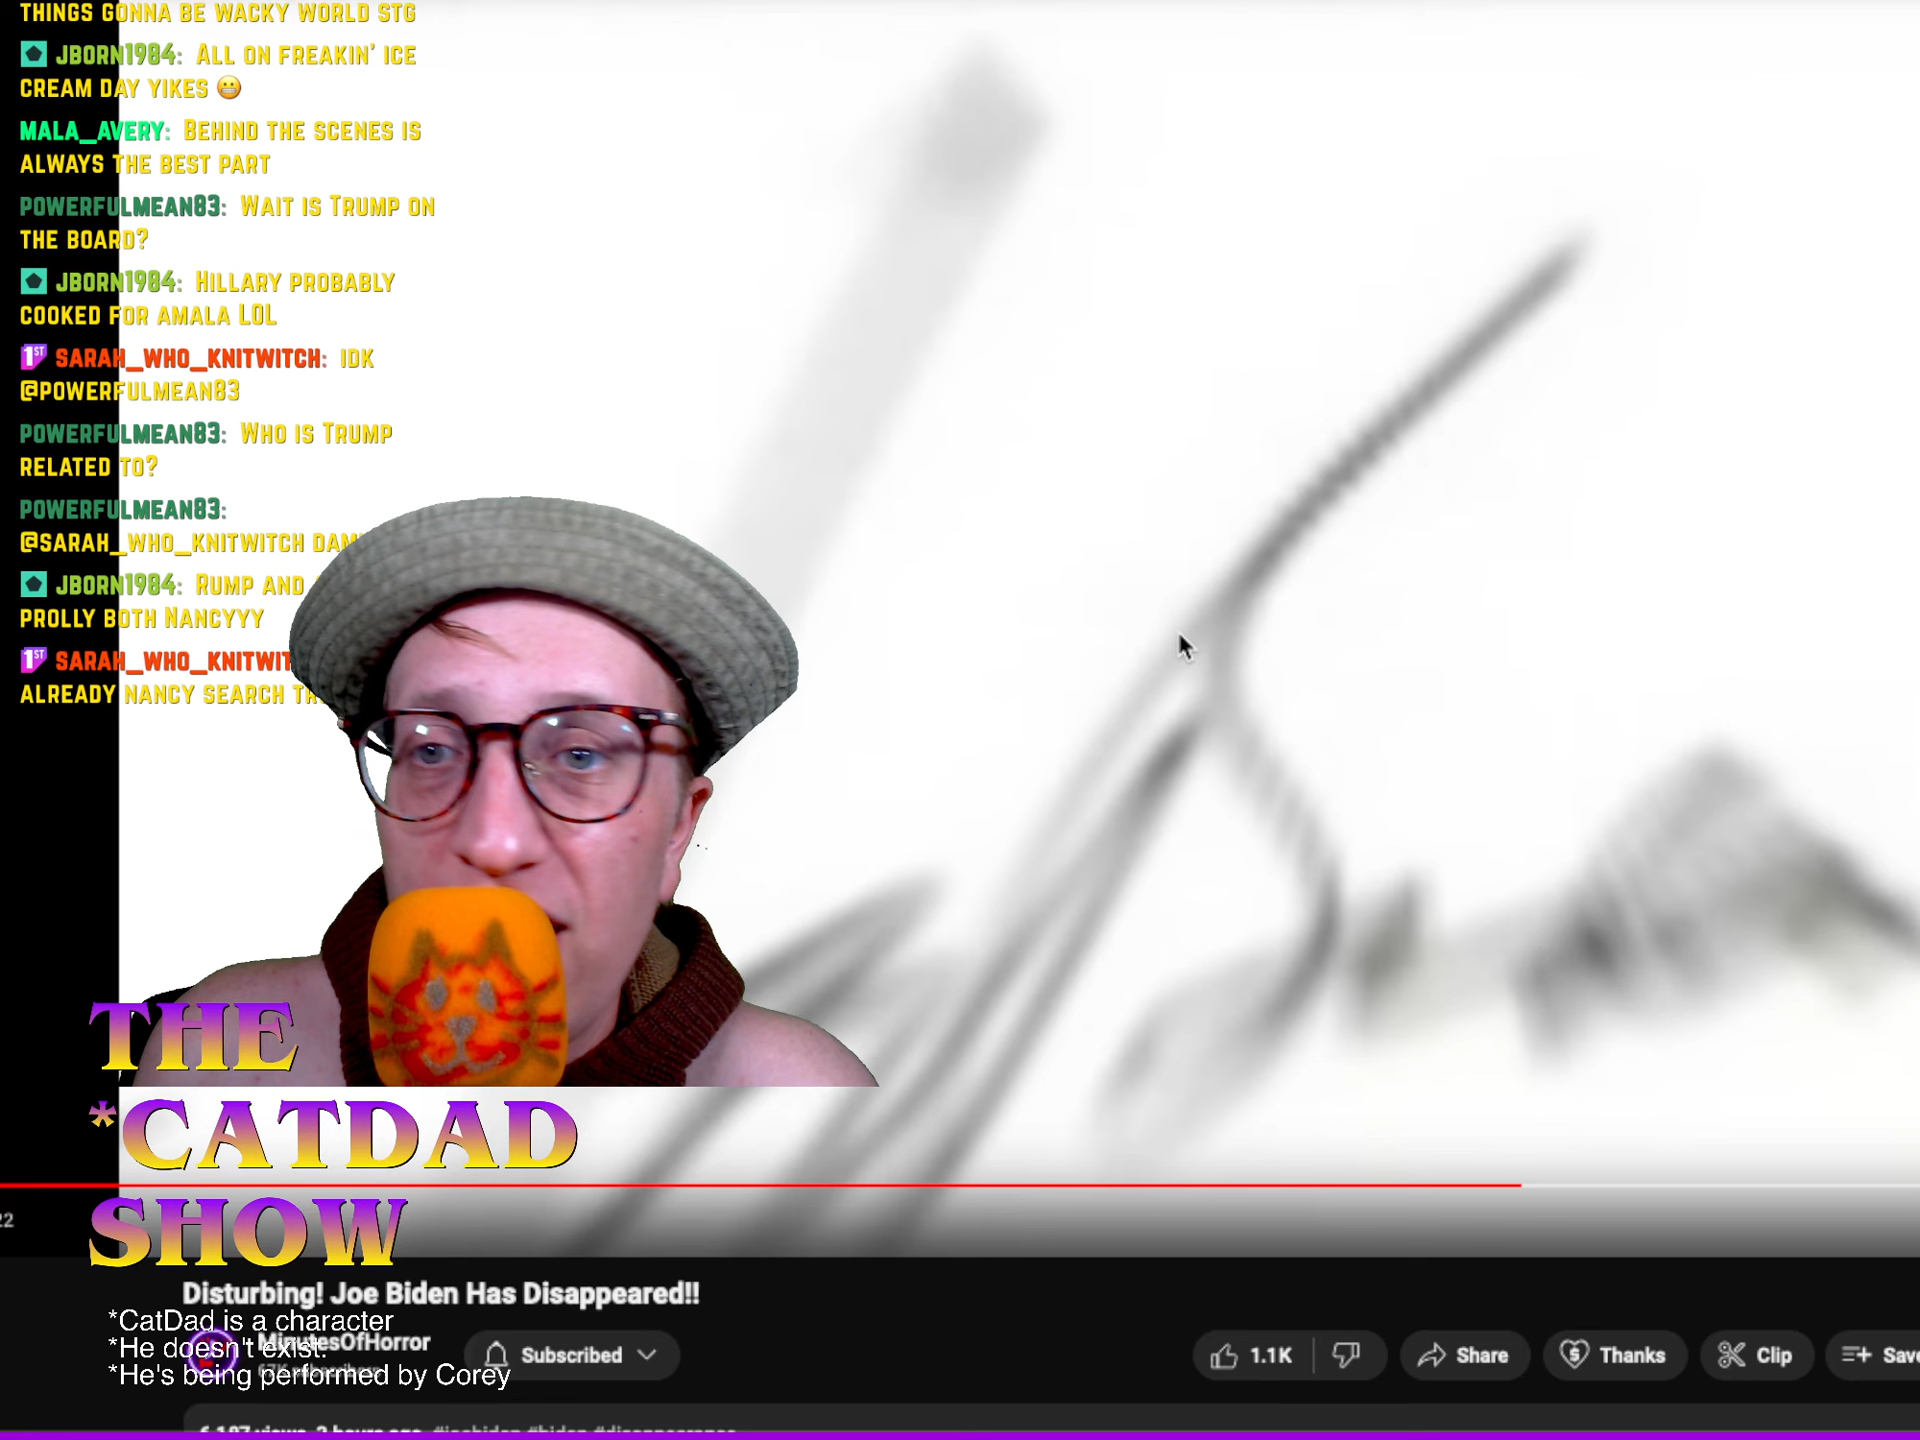 THINGS GONNA BE WACKY WORLD STG
JBORN1984: ALL ON FREAKIN' ICE
CREAM DAY YIKES 😬
MALA_AVERY: BEHIND THE SCENES IS
ALWAYS THE BEST PART
POWERFULMEAN83: WAIT IS TRUMP ON
THE BOARD?
JBORN1984: HILLARY PROBABLY
COOKED FOR AMALA LOL
1ST SARAH_WHO_KNITWITCH: IDK
@POWERFULMEAN83
POWERFULMEAN83: WHO IS TRUMP
RELATED TO?
POWERFULMEAN83:
@SARAH_WHO_KNITWITCH
JBORN1984: RUMP AND
PROLLY BOTH NANCYYY
1ST SARAH_WHO_KNITWIT
ALREADY NANCY SEARCH
THE
*CATDAD
SHOW
22
Disturbing! Joe Biden Has Disappeared!!
*CatDad is a character
MinutesOfHorror
*He doesn't exist.
*He's being performed by Corey
Subscribed
1.1K
Share
Thanks
Clip
Save